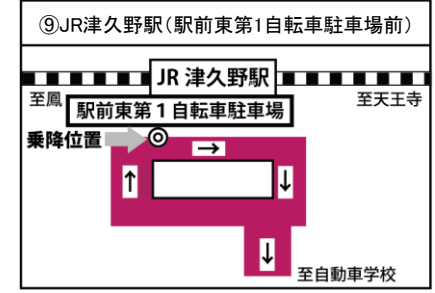 ⑨JR津久野駅（駅前東第1自転車駐車場前）
JR 津久野駅
至鳳
至天王寺
駅前東第１自転車駐車場
乗降位置
→
↑
↓
↓
至自動車学校